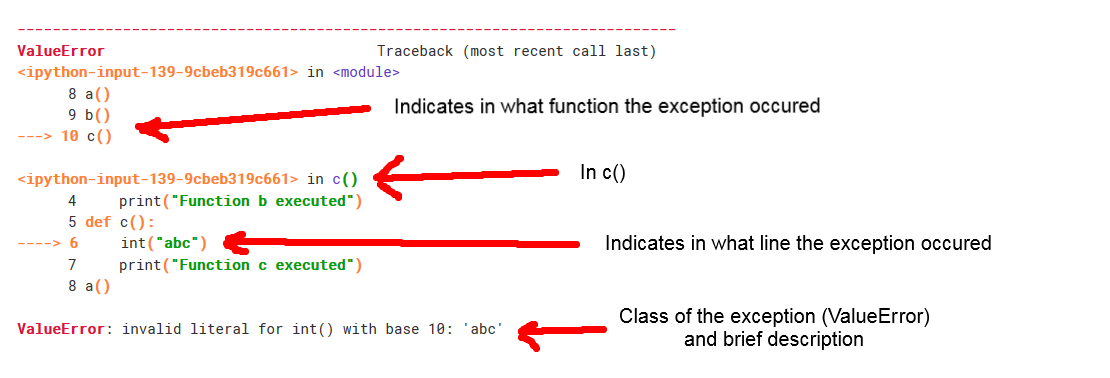 ---------------------------------------------------------------------------
ValueError Traceback (most recent call last)
<ipython-input-139-9cbeb319c661> in <module>
8 a()
9 b()
Indicates in what function the exception occured
---> 10 c()
<ipython-input-139-9cbeb319c661> in c()
In c()
4 print("Function b executed")
5 def c():
----> 6 int("abc")
Indicates in what line the exception occured
7 print("Function c executed")
8 a()
ValueError: invalid literal for int() with base 10: 'abc'
Class of the exception (ValueError)
and brief description